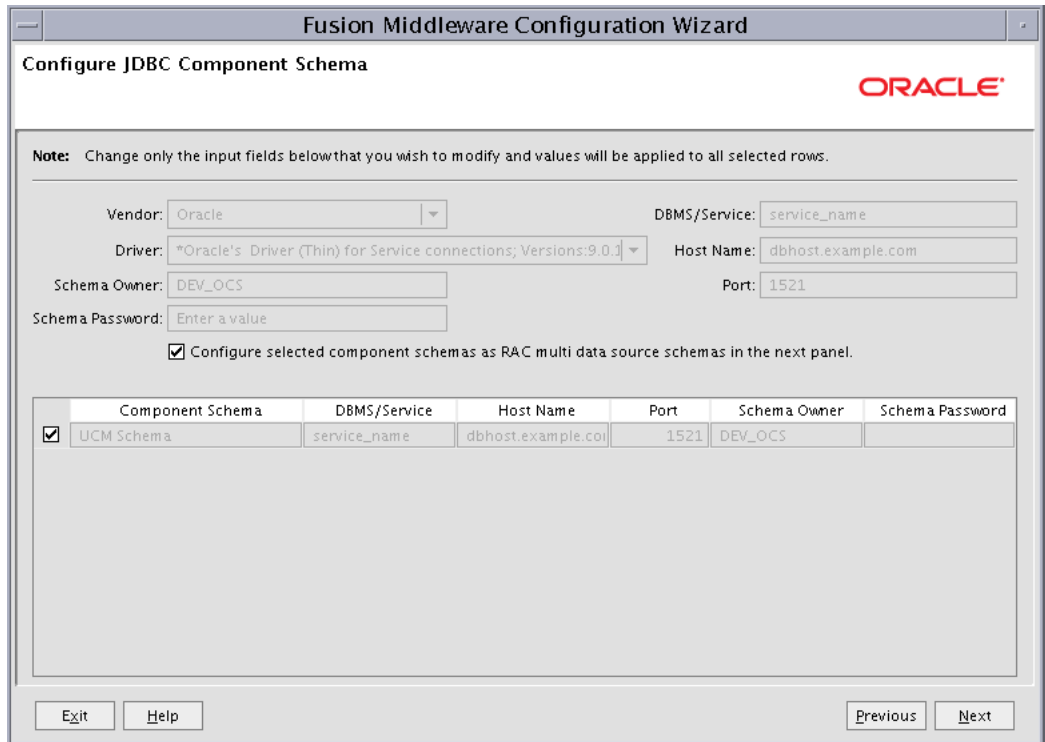 Fusion Middleware Configuration Wizard
Configure JDBC Component Schema
ORACLE
Note: Change only the input fields below that you wish to modify and values will be applied to all selected rows.
Vendor: Oracle DBMS/Service: service_name
Driver: *Oracle's Driver (Thin) for Service connections; Versions:9.0.1 Host Name: dbhost.example.com
Schema Owner: DEV_OCS Port: 1521
Schema Password: Enter a value
Configure selected component schemas as RAC multi data source schemas in the next panel.
Component Schema DBMS/Service Host Name Port Schema Owner Schema Password
UCM Schema service_name dbhost.example.co 1521 DEV_OCS
Exit Help Previous Next